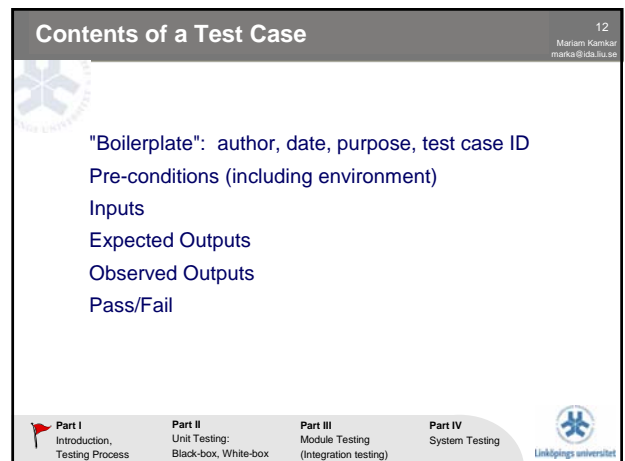 Contents of a Test Case
12
Mariam Kamkar
marka@ida.liu.se
"Boilerplate": author, date, purpose, test case ID
Pre-conditions (including environment)
Inputs
Expected Outputs
Observed Outputs
Pass/Fail
Part I
Introduction,
Testing Process
Part II
Unit Testing:
Black-box, White-box
Part III
Module Testing
(Integration testing)
Part IV
System Testing
Linköpings universitet